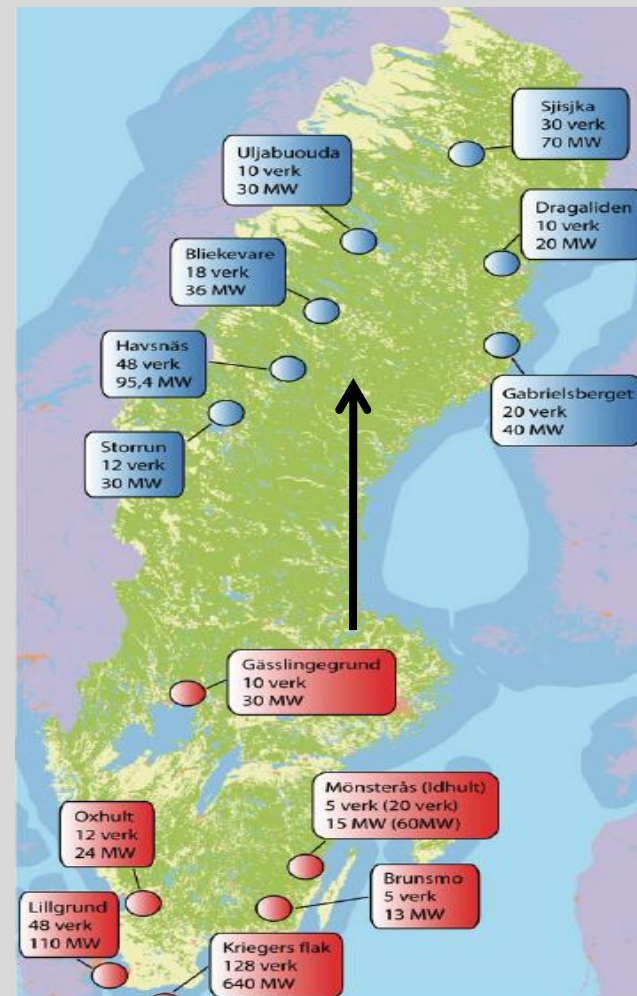 Sjisjka
30 verk
70 MW
Uljabuouda
10 verk
30 MW
Dragaliden
10 verk
20 MW
Bliekevare
18 verk
36 MW
Havsnäs
48 verk
95,4 MW
Gabrielsberget
20 verk
40 MW
Storrun
12 verk
30 MW
Gässlingegrund
10 verk
30 MW
Mönsterås (Idhult)
5 verk (20 verk)
15 MW (60MW)
Oxhult
12 verk
24 MW
Brunsmo
5 verk
13 MW
Lillgrund
48 verk
110 MW
Kriegers flak
128 verk
640 MW